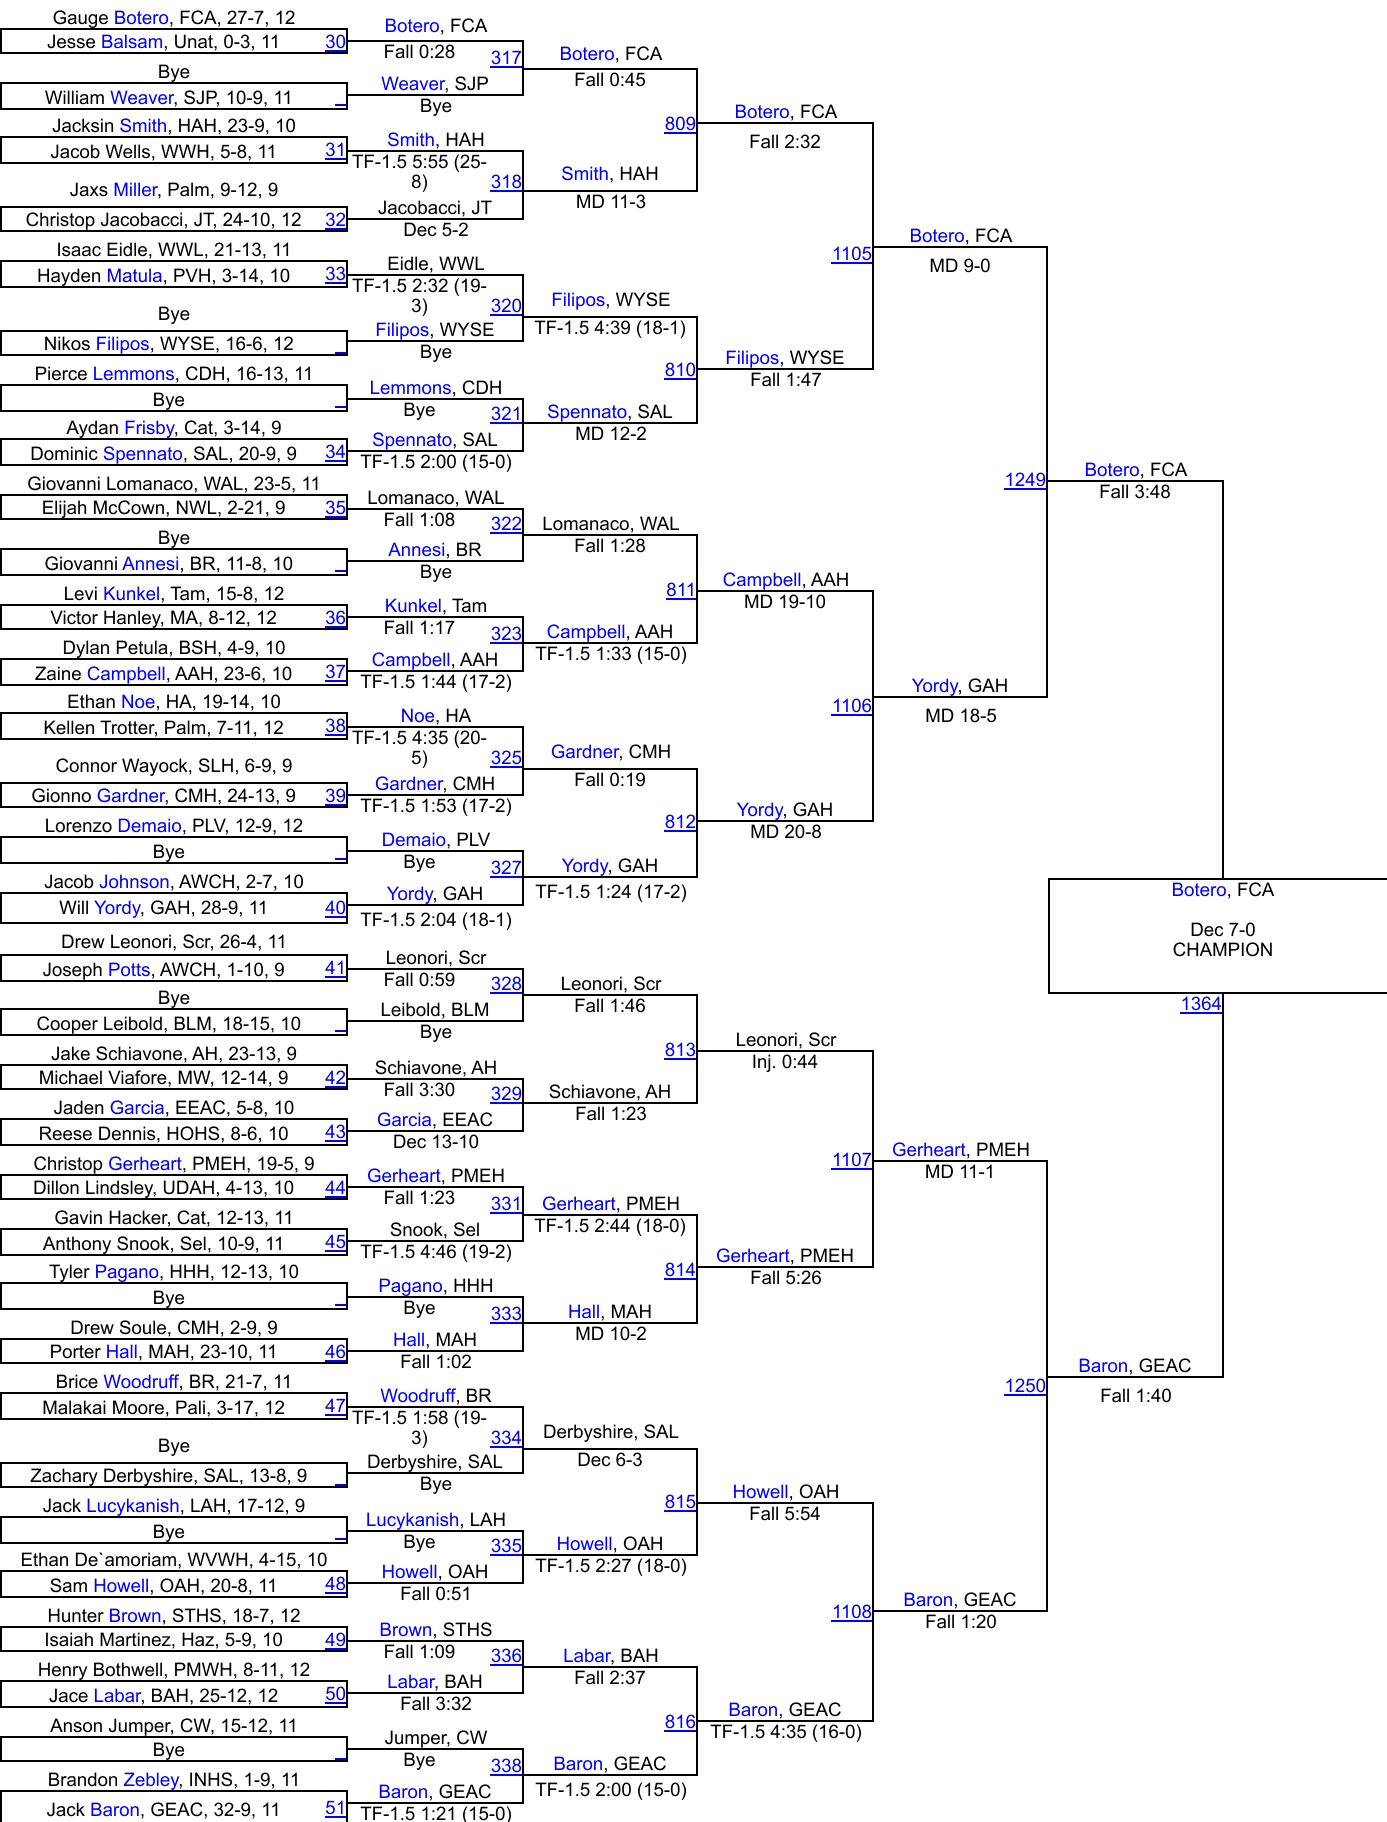 Gauge Botero, FCA, 27-7, 12
Jesse Balsam, Unat, 0-3, 11
30
Bye
William Weaver, SJP, 10-9, 11
Jacksin Smith, HAH, 23-9, 10
Jacob Wells, WWH, 5-8, 11
31
Jaxs Miller, Palm, 9-12, 9
Christop Jacobacci, JT, 24-10, 12
32
Isaac Eidle, WWL, 21-13, 11
Hayden Matula, PVH, 3-14, 10
33
Bye
Nikos Filipos, WYSE, 16-6, 12
Pierce Lemmons, CDH, 16-13, 11
Bye
Aydan Frisby, Cat, 3-14, 9
Dominic Spennato, SAL, 20-9, 9
34
Giovanni Lomanaco, WAL, 23-5, 11
Elijah McCown, NWL, 2-21, 9
35
Bye
Giovanni Annesi, BR, 11-8, 10
Levi Kunkel, Tam, 15-8, 12
Victor Hanley, MA, 8-12, 12
36
Dylan Petula, BSH, 4-9, 10
Zaine Campbell, AAH, 23-6, 10
37
Ethan Noe, HA, 19-14, 10
Kellen Trotter, Palm, 7-11, 12
38
Connor Wayock, SLH, 6-9, 9
Gionno Gardner, CMH, 24-13, 9
39
Lorenzo Demaio, PLV, 12-9, 12
Bye
Jacob Johnson, AWCH, 2-7, 10
Will Yordy, GAH, 28-9, 11
40
Drew Leonori, Scr, 26-4, 11
Joseph Potts, AWCH, 1-10, 9
41
Bye
Cooper Leibold, BLM, 18-15, 10
Jake Schiavone, AH, 23-13, 9
Michael Viafore, MW, 12-14, 9
42
Jaden Garcia, EEAC, 5-8, 10
Reese Dennis, HOHS, 8-6, 10
43
Christop Gerheart, PMEH, 19-5, 9
Dillon Lindsley, UDAH, 4-13, 10
44
Gavin Hacker, Cat, 12-13, 11
Anthony Snook, Sel, 10-9, 11
45
Tyler Pagano, HHH, 12-13, 10
Bye
Drew Soule, CMH, 2-9, 9
Porter Hall, MAH, 23-10, 11
46
Brice Woodruff, BR, 21-7, 11
Malakai Moore, Pali, 3-17, 12
47
Bye
Zachary Derbyshire, SAL, 13-8, 9
Jack Lucykanish, LAH, 17-12, 9
Bye
Ethan De`amoriam, WVWH, 4-15, 10
Sam Howell, OAH, 20-8, 11
48
Hunter Brown, STHS, 18-7, 12
Isaiah Martinez, Haz, 5-9, 10
49
Henry Bothwell, PMWH, 8-11, 12
Jace Labar, BAH, 25-12, 12
50
Anson Jumper, CW, 15-12, 11
Bye
Brandon Zebley, INHS, 1-9, 11
Jack Baron, GEAC, 32-9, 11
51
Botero, FCA
Fall 0:28
317
Weaver, SJP
Bye
Smith, HAH
TF-1.5 5:55 (25-
8)
318
Jacobacci, JT
Dec 5-2
Eidle, WWL
TF-1.5 2:32 (19-
3)
320
Filipos, WYSE
Bye
Lemmons, CDH
Bye
321
Spennato, SAL
TF-1.5 2:00 (15-0)
Lomanaco, WAL
Fall 1:08
322
Annesi, BR
Bye
Kunkel, Tam
Fall 1:17
323
Campbell, AAH
TF-1.5 1:44 (17-2)
Noe, HA
TF-1.5 4:35 (20-
5)
325
Gardner, CMH
TF-1.5 1:53 (17-2)
Demaio, PLV
Bye
327
Yordy, GAH
TF-1.5 2:04 (18-1)
Leonori, Scr
Fall 0:59
328
Leibold, BLM
Bye
Schiavone, AH
Fall 3:30
329
Garcia, EEAC
Dec 13-10
Gerheart, PMEH
Fall 1:23
331
Snook, Sel
TF-1.5 4:46 (19-2)
Pagano, HHH
Bye
333
Hall, MAH
Fall 1:02
Woodruff, BR
TF-1.5 1:58 (19-
3)
334
Derbyshire, SAL
Bye
Lucykanish, LAH
Bye
335
Howell, OAH
Fall 0:51
Brown, STHS
Fall 1:09
336
Labar, BAH
Fall 3:32
Jumper, CW
Bye
338
Baron, GEAC
TF-1.5 1:21 (15-0)
Botero, FCA
Fall 0:45
809
Smith, HAH
MD 11-3
Filipos, WYSE
TF-1.5 4:39 (18-1)
810
Spennato, SAL
MD 12-2
Lomanaco, WAL
Fall 1:28
811
Campbell, AAH
TF-1.5 1:33 (15-0)
Gardner, CMH
Fall 0:19
812
Yordy, GAH
TF-1.5 1:24 (17-2)
Leonori, Scr
Fall 1:46
813
Schiavone, AH
Fall 1:23
Gerheart, PMEH
TF-1.5 2:44 (18-0)
814
Hall, MAH
MD 10-2
Derbyshire, SAL
Dec 6-3
815
Howell, OAH
TF-1.5 2:27 (18-0)
Labar, BAH
Fall 2:37
816
Baron, GEAC
TF-1.5 2:00 (15-0)
Botero, FCA
Fall 2:32
1105
Filipos, WYSE
Fall 1:47
Campbell, AAH
MD 19-10
1106
Yordy, GAH
MD 20-8
Leonori, Scr
Inj. 0:44
1107
Gerheart, PMEH
Fall 5:26
Howell, OAH
Fall 5:54
1108
Baron, GEAC
TF-1.5 4:35 (16-0)
Botero, FCA
MD 9-0
1249
Yordy, GAH
MD 18-5
Gerheart, PMEH
MD 11-1
1250
Baron, GEAC
Fall 1:20
Botero, FCA
Fall 3:48
Botero, FCA
Dec 7-0
CHAMPION
1364
Baron, GEAC
Fall 1:40